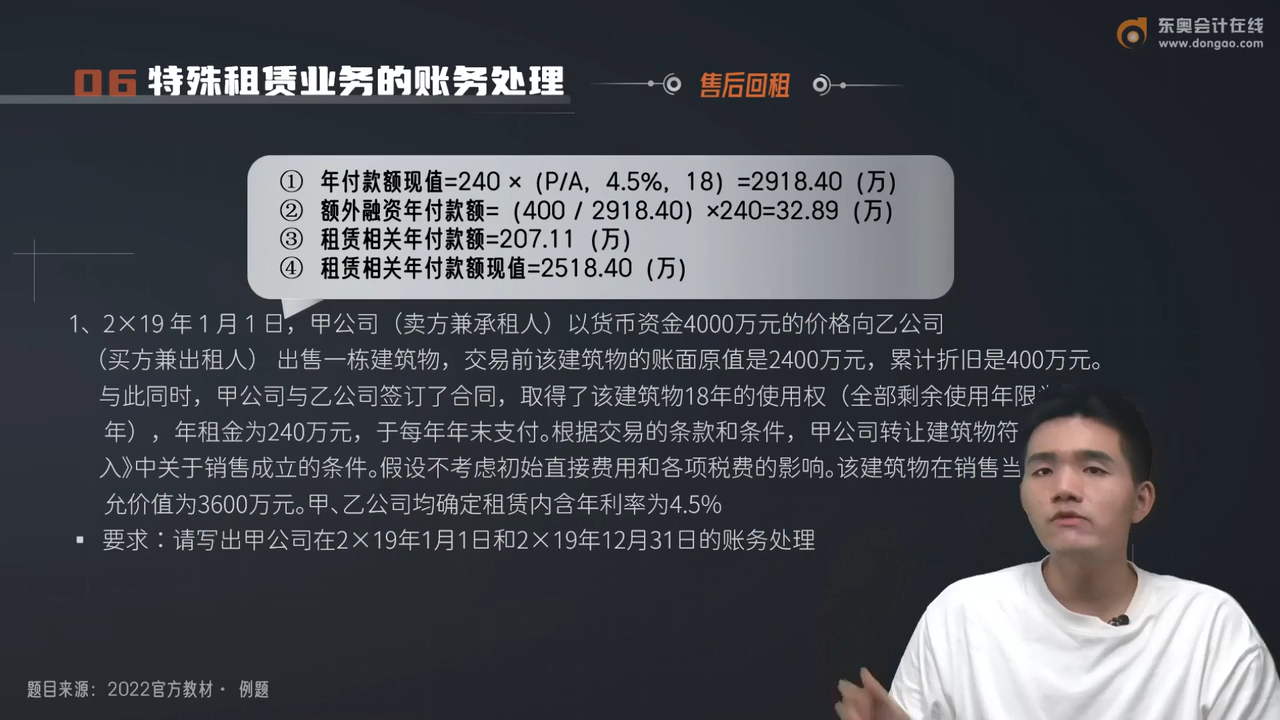 东奥会计在线
www.dongao.com
06 特殊租赁业务的账务处理
售后回租
① 年付款额现值=240 ×（P/A，4.5%，18）=2918.40（万）
② 额外融资年付款额=（400 / 2918.40）×240=32.89（万）
③ 租赁相关年付款额=207.11（万）
④ 租赁相关年付款额现值=2518.40（万）
1、2×19 年 1 月 1 日，甲公司（卖方兼承租人）以货币资金4000万元的价格向乙公司
（买方兼出租人） 出售一栋建筑物，交易前该建筑物的账面原值是2400万元，累计折旧是400万元。
与此同时，甲公司与乙公司签订了合同，取得了该建筑物18年的使用权（全部剩余使用年限
年），年租金为240万元，于每年年末支付。根据交易的条款和条件，甲公司转让建筑物符
入》中关于销售成立的条件。假设不考虑初始直接费用和各项税费的影响。该建筑物在销售当
允价值为3600万元。甲、乙公司均确定租赁内含年利率为4.5%
▪ 要求：请写出甲公司在2×19年1月1日和2×19年12月31日的账务处理
题目来源：2022官方教材· 例题